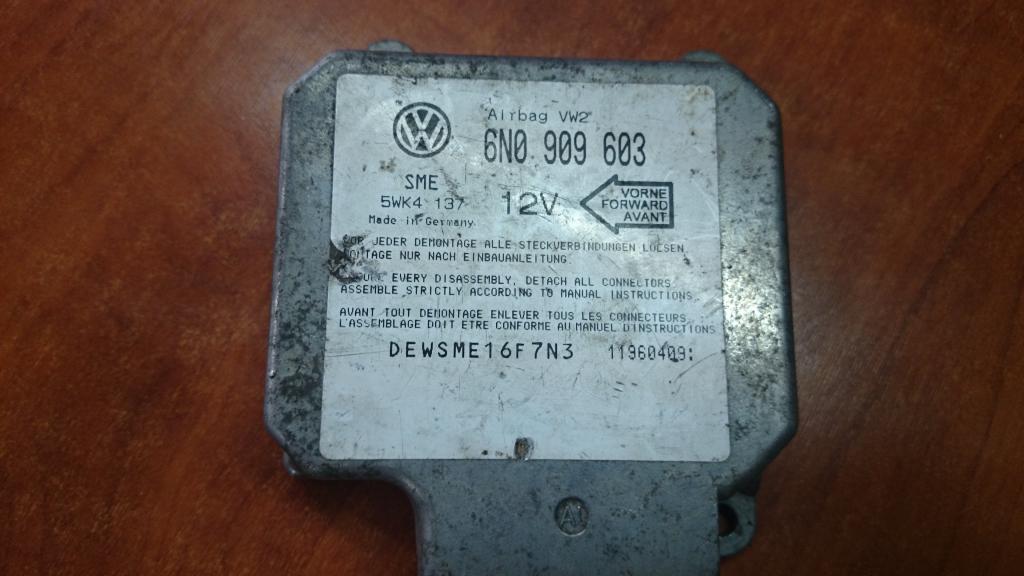 Airbag VW2
6N0 909 603
SME
5WK4 137
12V
VORNE
FORWARD
AVANT
Made in Germany
JEDER DEMONTAGE ALLE STECKVERBINDUNGEN LOESEN
NUR NACH EINBAUANLEITUNG.
EVERY DISASSEMBLY, DETACH ALL CONNECTORS
ASSEMBLE STRICTLY ACCORDING TO MANUAL INSTRUCTIONS.
AVANT TOUT DEMONTAGE ENLEVER TOUS LES CONNECTEURS
L'ASSEMBLAGE DOIT ETRE CONFORME AU MANUEL D'INSTRUCTIONS
DEWSME16F7N3 11960409: